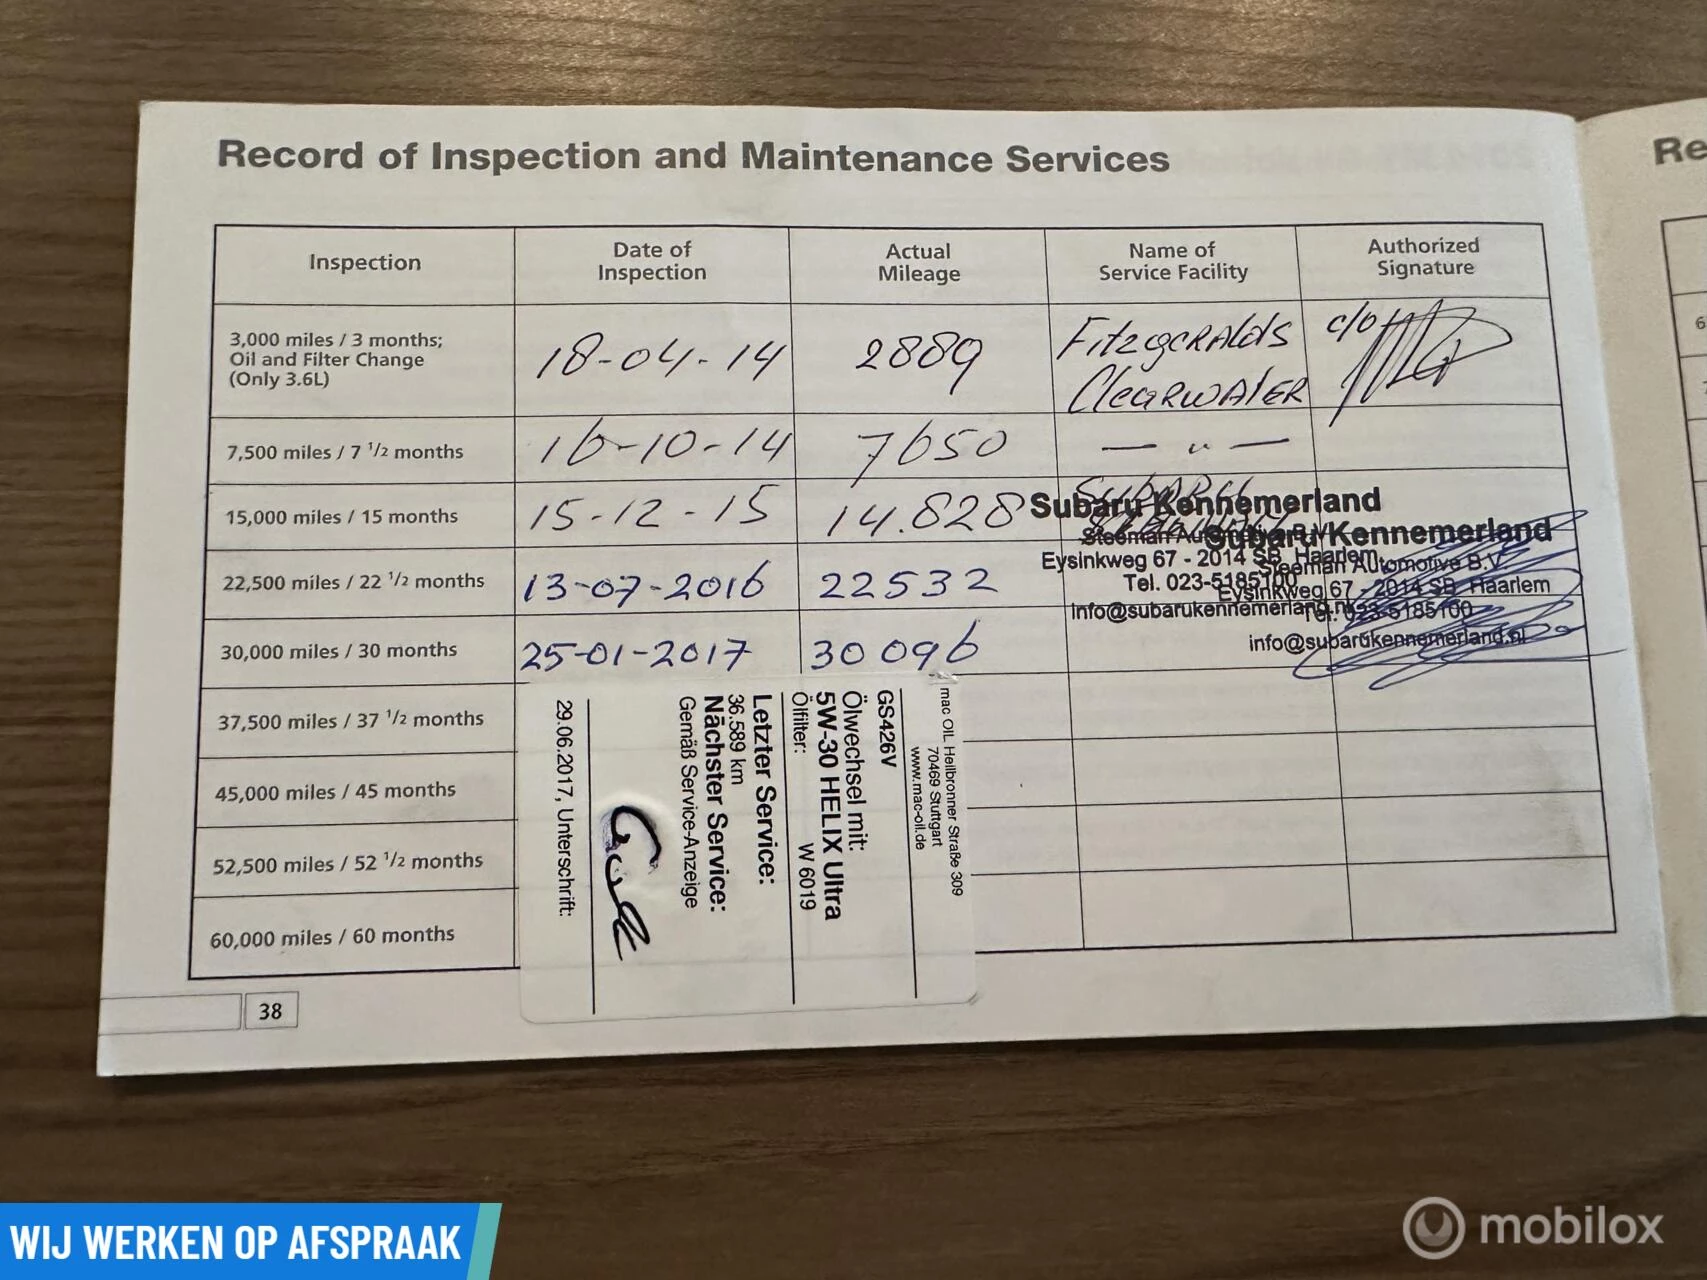 Record of Inspection and Maintenance Services
Re
Inspection
Date of
Inspection
Actual
Mileage
Name of
Service Facility
Authorized
Signature
3,000 miles / 3 months;
Oil and Filter Change
(Only 3.6L)
18-04-14
2889
Fitzgeralds
Clearwater
c/o
6
7,500 miles / 7 1/2 months
16-10-14
7650
— " —
15,000 miles / 15 months
15-12-15
14.828
Subaru
Subaru Kennemerland
Steeman Automotive B.V.
Eysinkweg 67 - 2014 SB Haarlem
Tel. 023-5185100
info@subarukennemerland.nl
Subaru Kennemerland
Steeman Automotive B.V.
Eysinkweg 67 - 2014 SB Haarlem
Tel. 023-5185100
info@subarukennemerland.nl
22,500 miles / 22 1/2 months
13-07-2016
22532
30,000 miles / 30 months
25-01-2017
30096
37,500 miles / 37 1/2 months
45,000 miles / 45 months
52,500 miles / 52 1/2 months
60,000 miles / 60 months
mac OIL Heilbronner Straße 309
70469 Stuttgart
www.mac-oil.de
GS426V
Ölwechsel mit:
5W-30 HELIX Ultra
Ölfilter: W 6019
Letzter Service:
36.589 km
Nächster Service:
Gemäß Service-Anzeige
29.06.2017, Unterschrift:
38
WIJ WERKEN OP AFSPRAAK
mobilox